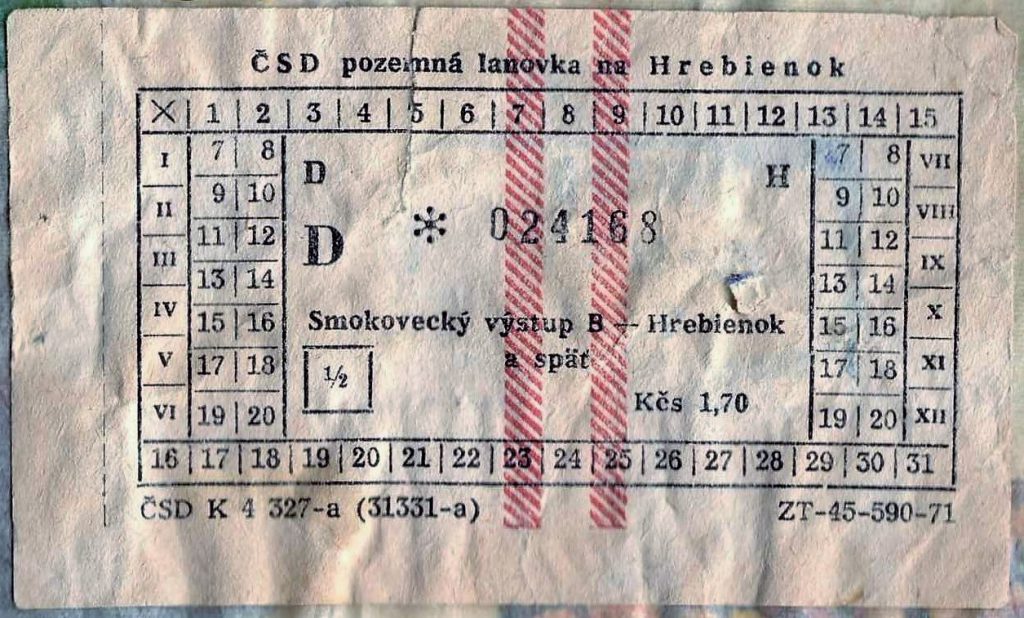 ČSD pozemná lanovka na Hrebienok
X | 1 | 2 | 3 | 4 | 5 | 6 | 7 | 8 | 9 | 10 | 11 | 12 | 13 | 14 | 15
I 7 | 8 D H 7 | 8 VII
II 9 | 10 9 | 10 VIII
D * 024168
III 11 | 12 11 | 12 IX
IV 13 | 14 13 | 14 X
15 | 16 Smokovecký výstup B — Hrebienok 15 | 16
a späť
V 17 | 18 ½ 17 | 18 XI
Kčs 1,70
VI 19 | 20 19 | 20 XII
16 | 17 | 18 | 19 | 20 | 21 | 22 | 23 | 24 | 25 | 26 | 27 | 28 | 29 | 30 | 31
ČSD K 4 327-a (31331-a) ZT-45-590-71